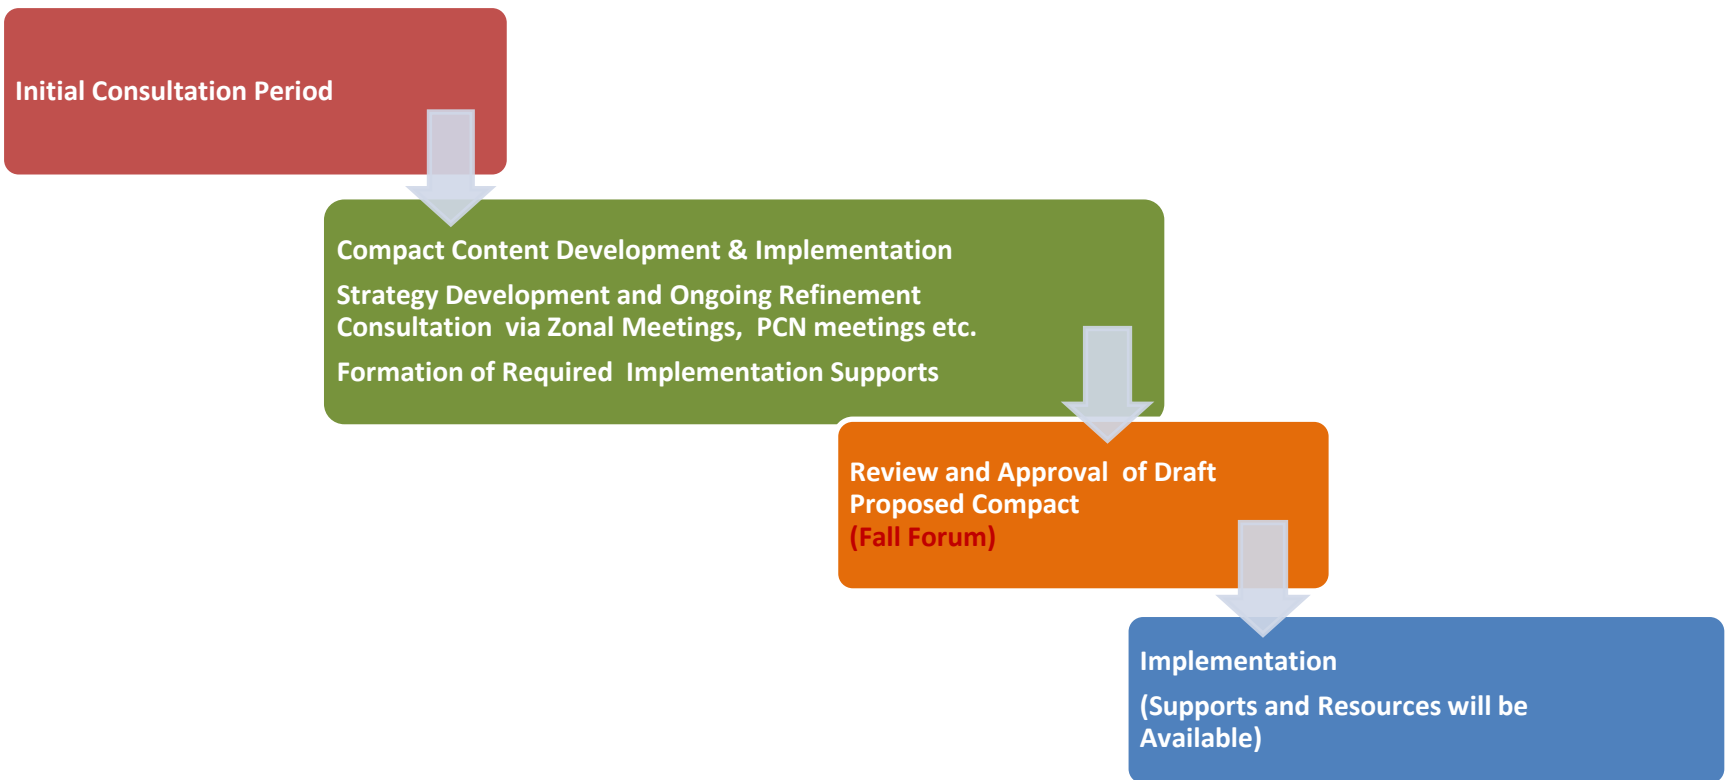 Initial Consultation Period
Compact Content Development & Implementation
Strategy Development and Ongoing Refinement
Consultation  via Zonal Meetings,  PCN meetings etc.
Formation of Required  Implementation Supports
Review and Approval  of Draft
Proposed Compact
(Fall Forum)
Implementation
(Supports and Resources will be
Available)